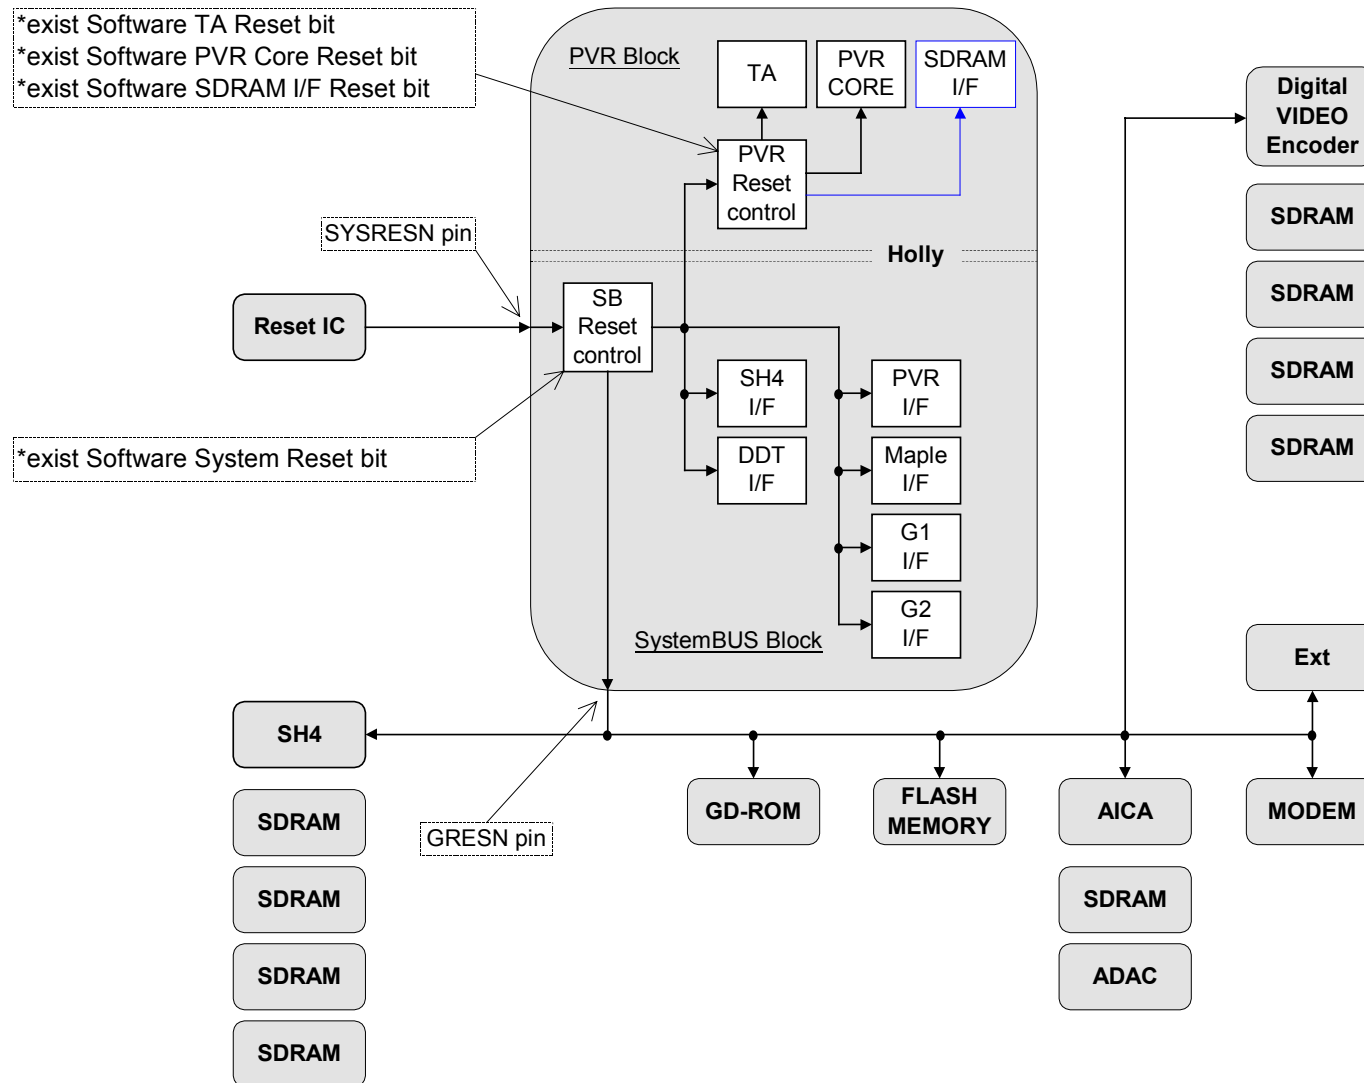 *exist Software TA Reset bit
*exist Software PVR Core Reset bit
*exist Software SDRAM I/F Reset bit
PVR Block
TA
PVR
CORE
SDRAM
I/F
PVR
Reset
control
Digital
VIDEO
Encoder
SDRAM
SDRAM
SDRAM
SDRAM
SYSRESN pin
Holly
Reset IC
SB
Reset
control
SH4
I/F
PVR
I/F
*exist Software System Reset bit
DDT
I/F
Maple
I/F
G1
I/F
G2
I/F
SystemBUS Block
Ext
SH4
GD-ROM
FLASH
MEMORY
AICA
MODEM
GRESN pin
SDRAM
SDRAM
SDRAM
SDRAM
SDRAM
ADAC